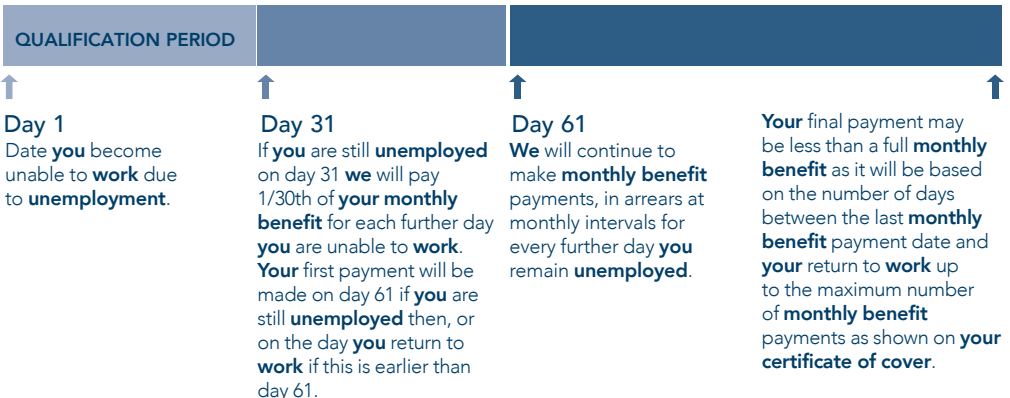 QUALIFICATION PERIOD
Day 1
Date you become
unable to work due
to unemployment.
Day 31
If you are still unemployed
on day 31 we will pay
1/30th of your monthly
benefit for each further day
you are unable to work.
Your first payment will be
made on day 61 if you are
still unemployed then, or
on the day you return to
work if this is earlier than
day 61.
Day 61
We will continue to
make monthly benefit
payments, in arrears at
monthly intervals for
every further day you
remain unemployed.
Your final payment may
be less than a full monthly
benefit as it will be based
on the number of days
between the last monthly
benefit payment date and
your return to work up
to the maximum number
of monthly benefit
payments as shown on your
certificate of cover.